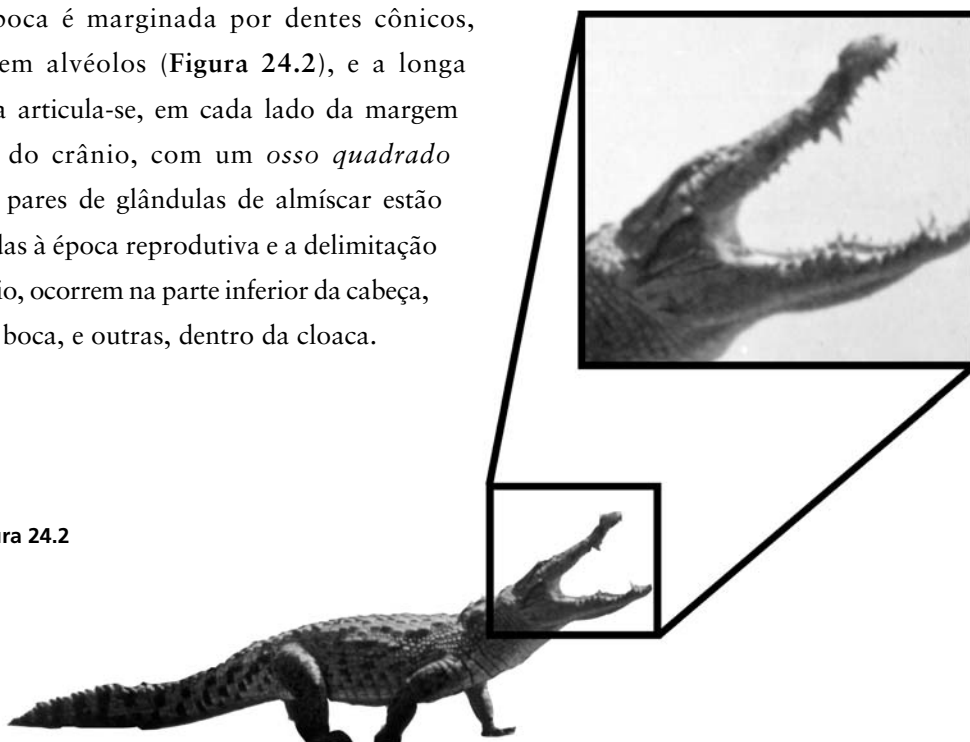 oca é marginada por dentes cônicos,
em alvéolos (Figura 24.2), e a longa
articula-se, em cada lado da margem
do crânio, com um osso quadrado
pares de glândulas de almíscar estão
das à época reprodutiva e a delimitação
io, ocorrem na parte inferior da cabeça,
boca, e outras, dentro da cloaca.
ra 24.2